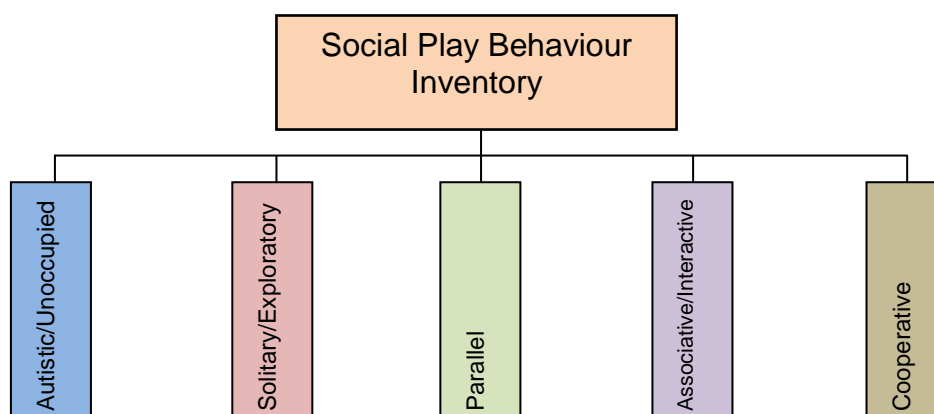 Social Play Behaviour
Inventory
Autistic/Unoccupied
Solitary/Exploratory
Parallel
Associative/Interactive
Cooperative